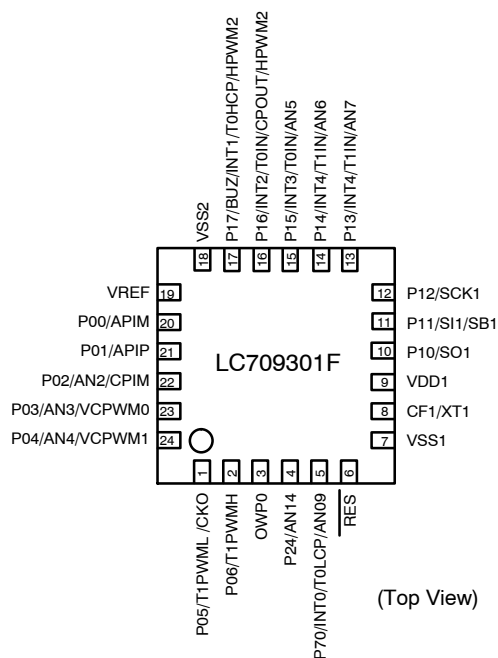 P17/BUZ/INT1/T0HCP/HPWM2
P16/INT2/T0IN/CPOUT/HPWM2
P15/INT3/T0IN/AN5
P14/INT4/T1IN/AN6
P13/INT4/T1IN/AN7
VSS2
18
17
16
15
14
13
VREF
19
P00/APIM
20
P01/APIP
21
P02/AN2/CPIM
22
P03/AN3/VCPWM0
23
P04/AN4/VCPWM1
24
LC709301F
12
P12/SCK1
11
P11/SI1/SB1
10
P10/SO1
9
VDD1
8
CF1/XT1
7
VSS1
1
2
3
4
5
6
P05/T1PWML /CKO
P06/T1PWMH
OWP0
P24/AN14
P70/INT0/T0LCP/AN09
RES
(Top View)